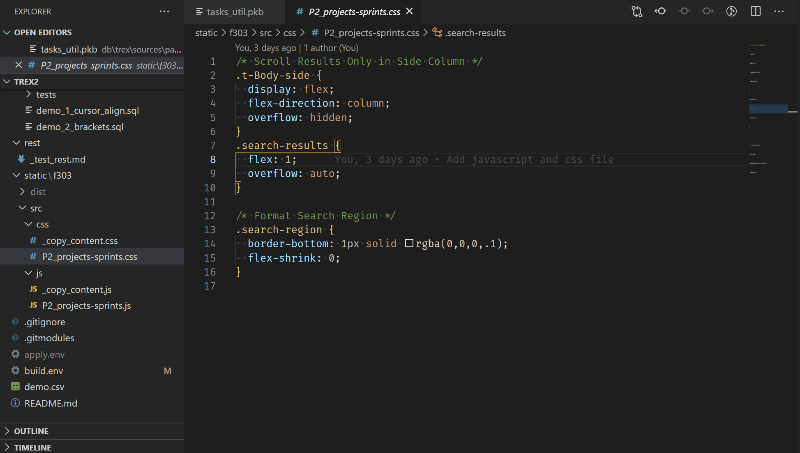 EXPLORER
OPEN EDITORS
tasks_util.pkb db\trex\sources\pa...
P2_projects sprints.css static\f303...
TREX2
tests
demo_1_cursor_align.sql
demo_2_brackets.sql
rest
_test_rest.md
static\f303
dist
src
css
_copy_content.css
P2_projects-sprints.css
js
JS _copy_content.js
JS P2_projects-sprints.js
.gitignore
.gitmodules
apply.env
build.env M
demo.csv
README.md
OUTLINE
TIMELINE
tasks_util.pkb
# P2_projects-sprints.css
static > f303 > src > css > # P2_projects-sprints.css > .search-results
You, 3 days ago | 1 author (You)
1 /* Scroll Results Only in Side Column */
2 .t-Body-side {
3 display: flex;
4 flex-direction: column;
5 overflow: hidden;
6 }
7 .search-results {
8 flex: 1; You, 3 days ago • Add javascript and css file
9 overflow: auto;
10 }
11
12 /* Format Search Region */
13 .search-region {
14 border-bottom: 1px solid rgba(0,0,0,.1);
15 flex-shrink: 0;
16 }
17